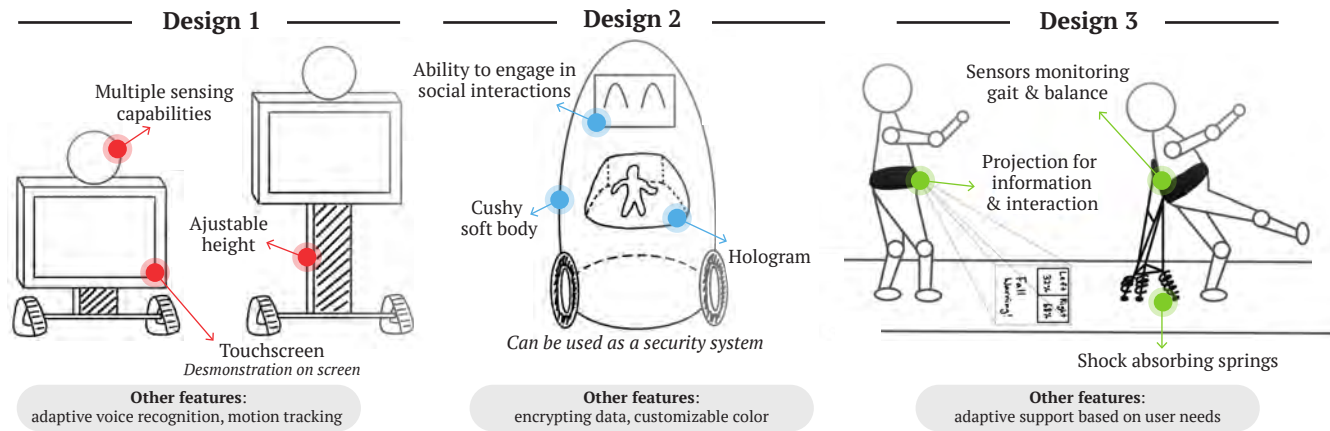 Design 1
Multiple sensing
capabilities
Ajustable
height
Touchscreen
Desmonstration on screen
Other features:
adaptive voice recognition, motion tracking
Design 2
Ability to engage in
social interactions
Cushy
soft body
Hologram
Can be used as a security system
Other features:
encrypting data, customizable color
Design 3
Sensors monitoring
gait & balance
Projection for
information
& interaction
Left Right
32% 68%
Fall
Warning!
Shock absorbing springs
Other features:
adaptive support based on user needs